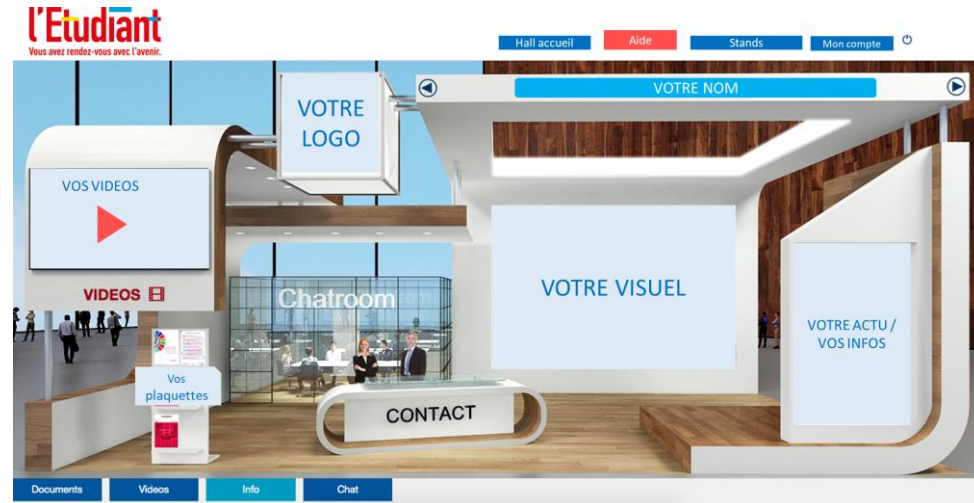 l'Etudiant
Vous avez rendez-vous avec l'avenir.
Hall accueil
Aide
Stands
Mon compte
VOTRE NOM
VOTRE
LOGO
VOS VIDEOS
VIDEOS
Chatroom
VOTRE VISUEL
VOTRE ACTU /
VOS INFOS
Vos
plaquettes
CONTACT
Documents
Videos
Info
Chat